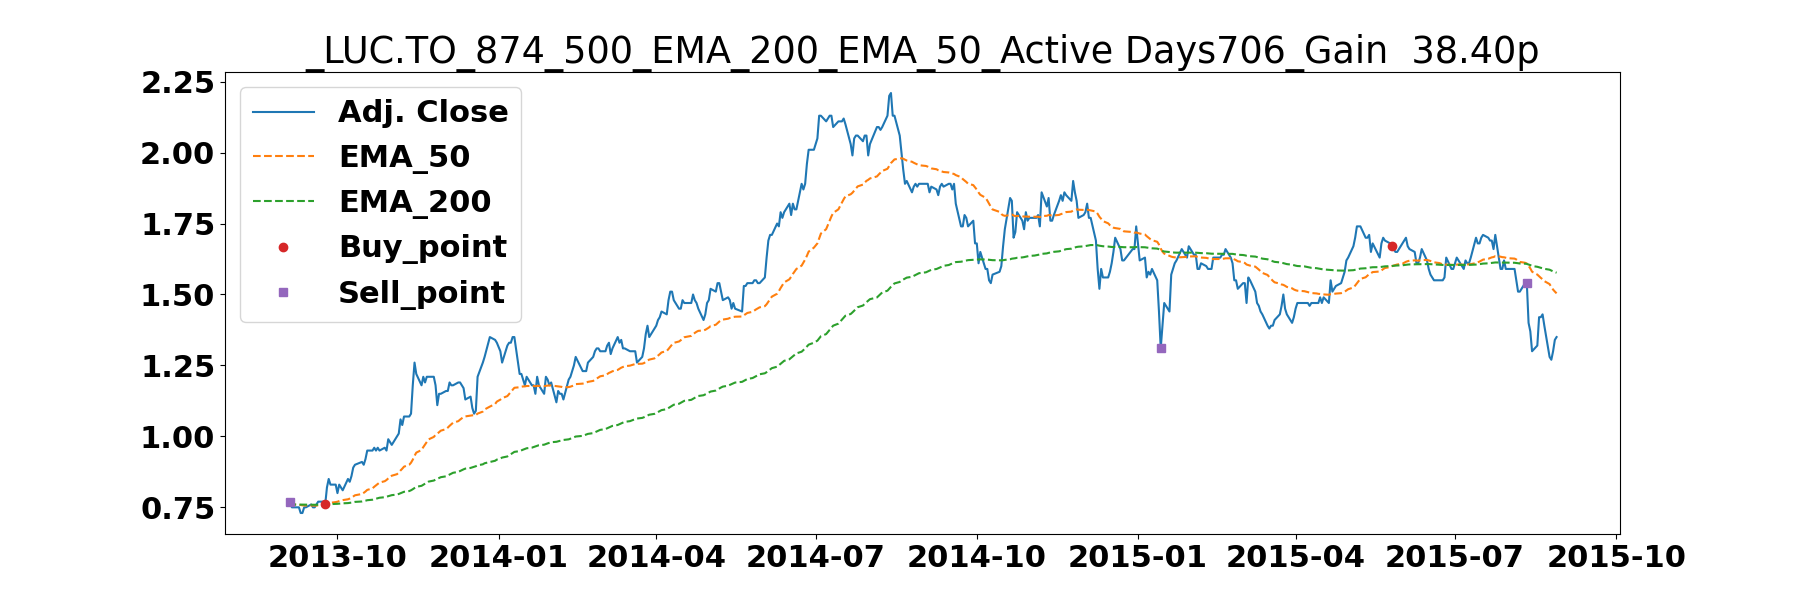 _LUC.TO_874_500_EMA_200_EMA_50_Active Days706_Gain  38.40p
2.25
2.00
1.75
1.50
1.25
1.00
0.75
Adj. Close
EMA_50
EMA_200
Buy_point
Sell_point
2013-10 2014-01 2014-04 2014-07 2014-10 2015-01 2015-04 2015-07 2015-10